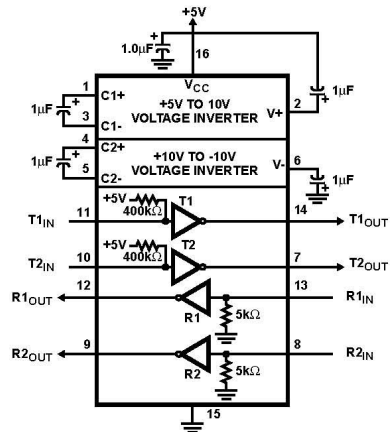 +5V
1.0µF
+
16
VCC
1
C1+
+5V TO 10V
VOLTAGE INVERTER
V+
2
+
1µF
+
1µF
3
C1-
4
C2+
+10V TO -10V
VOLTAGE INVERTER
V-
6
+
1µF
+
1µF
5
C2-
+5V
400kΩ
T1
T1IN
11
14
T1OUT
+5V
400kΩ
T2
T2IN
10
7
T2OUT
R1OUT
12
13
R1IN
R1
5kΩ
R2OUT
9
8
R2IN
R2
5kΩ
15